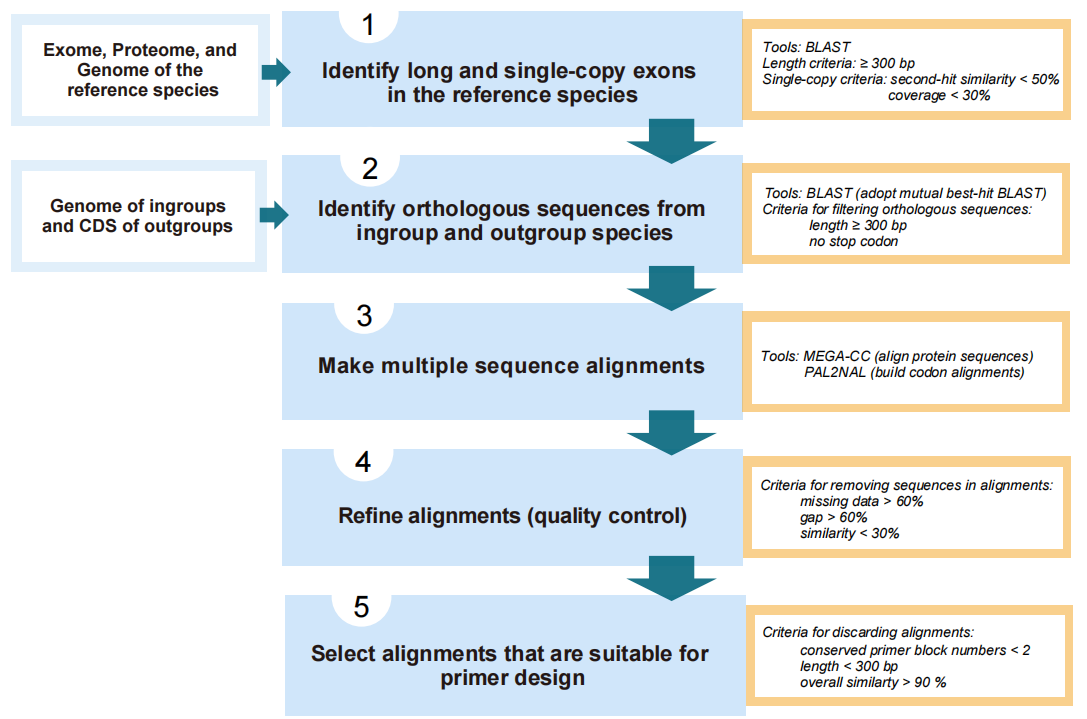 1
Exome, Proteome, and
Genome of the
reference species
Identify long and single-copy exons
in the reference species
Tools: BLAST
Length criteria: ≥ 300 bp
Single-copy criteria: second-hit similarity < 50%
coverage < 30%
2
Genome of ingroups
and CDS of outgroups
Identify orthologous sequences from
ingroup and outgroup species
Tools: BLAST (adopt mutual best-hit BLAST)
Criteria for filtering orthologous sequences:
length ≥ 300 bp
no stop codon
3
Make multiple sequence alignments
Tools: MEGA-CC (align protein sequences)
PAL2NAL (build codon alignments)
4
Refine alignments (quality control)
Criteria for removing sequences in alignments:
missing data > 60%
gap > 60%
similarity < 30%
5
Select alignments that are suitable for
primer design
Criteria for discarding alignments:
conserved primer block numbers < 2
length < 300 bp
overall similarty > 90 %